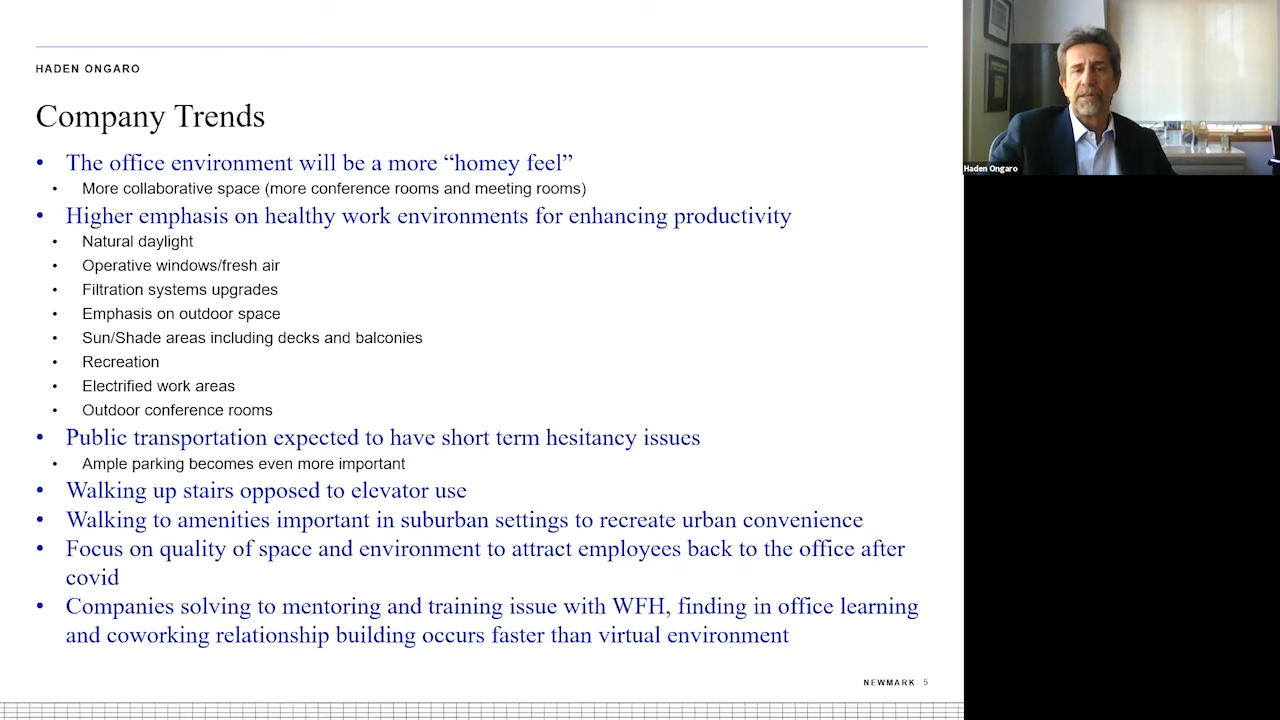 HADEN ONGARO
Company Trends
• The office environment will be a more “homey feel”
• More collaborative space (more conference rooms and meeting rooms)
• Higher emphasis on healthy work environments for enhancing productivity
• Natural daylight
• Operative windows/fresh air
• Filtration systems upgrades
• Emphasis on outdoor space
• Sun/Shade areas including decks and balconies
• Recreation
• Electrified work areas
• Outdoor conference rooms
• Public transportation expected to have short term hesitancy issues
• Ample parking becomes even more important
• Walking up stairs opposed to elevator use
• Walking to amenities important in suburban settings to recreate urban convenience
• Focus on quality of space and environment to attract employees back to the office after
covid
• Companies solving to mentoring and training issue with WFH, finding in office learning
and coworking relationship building occurs faster than virtual environment
NEWMARK 5
Haden Ongaro